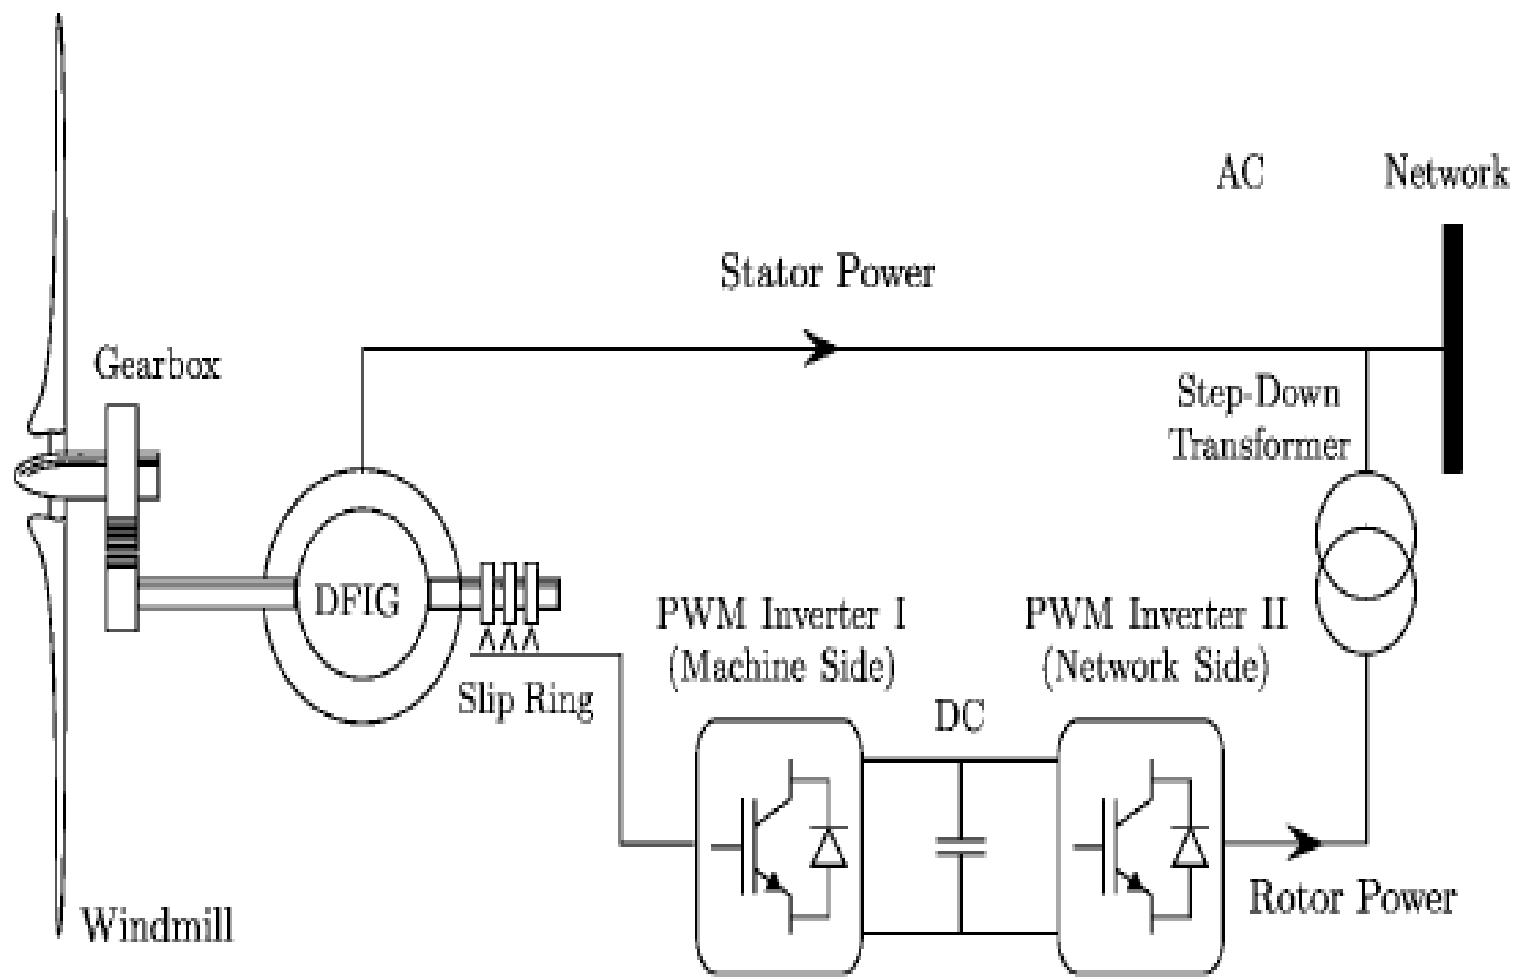 AC Network
Stator Power
Gearbox
Step-Down
Transformer
DFIG
PWM Inverter I
(Machine Side)
PWM Inverter II
(Network Side)
Slip Ring
DC
Rotor Power
Windmill